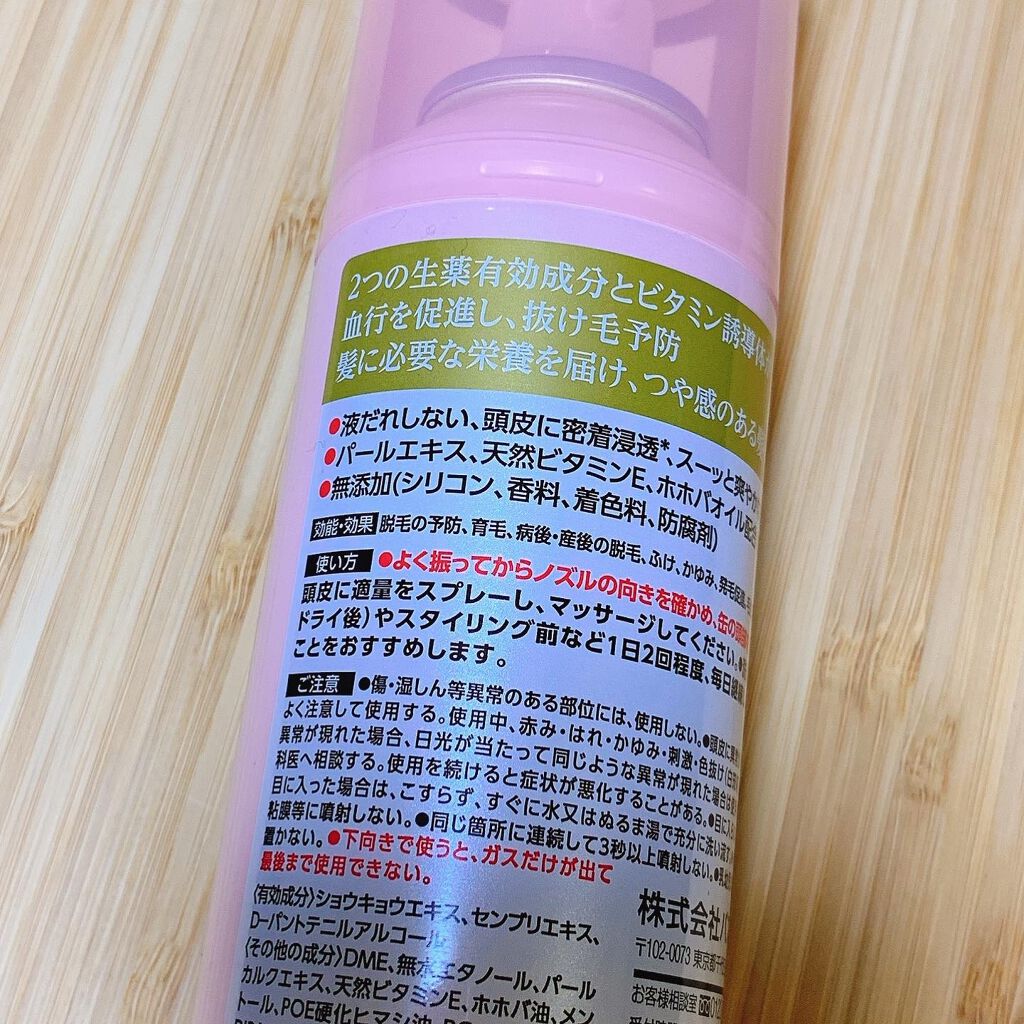 2つの生薬有効成分とビタミン誘導体
血行を促進し、抜け毛予防
髪に必要な栄養を届け、つや感のある
●液だれしない、頭皮に密着浸透*、スーッと爽やか
●パールエキス、天然ビタミンE、ホホバオイル配合
●無添加(シリコン、香料、着色料、防腐剤)
効能・効果 脱毛の予防、育毛、病後・産後の脱毛、ふけ、かゆみ、発毛促進、
使い方 ●よく振ってからノズルの向きを確かめ、缶の
頭皮に適量をスプレーし、マッサージしてください。●
ドライ後)やスタイリング前など1日2回程度、毎日
ことをおすすめします。
ご注意 ●傷・湿しん等異常のある部位には、使用しない。●頭皮に異
よく注意して使用する。使用中、赤み・はれ・かゆみ・刺激・色抜け(白斑
異常が現れた場合、日光が当たって同じような異常が現れた場合は
科医へ相談する。使用を続けると症状が悪化することがある。●目に入
目に入った場合は、こすらず、すぐに水又はぬるま湯で充分に洗い流す
粘膜等に噴射しない。●同じ箇所に連続して3秒以上噴射しない。●乳
置かない。●下向きで使うと、ガスだけが出て
最後まで使用できない。
〈有効成分〉ショウキョウエキス、センブリエキス、
D-パントテニルアルコール
〈その他の成分〉DME、無水エタノール、パール
カルクエキス、天然ビタミンE、ホホバ油、メン
トール、POE硬化ヒマシ油、
株式会社
〒102-0073 東京都千代
お客様相談室